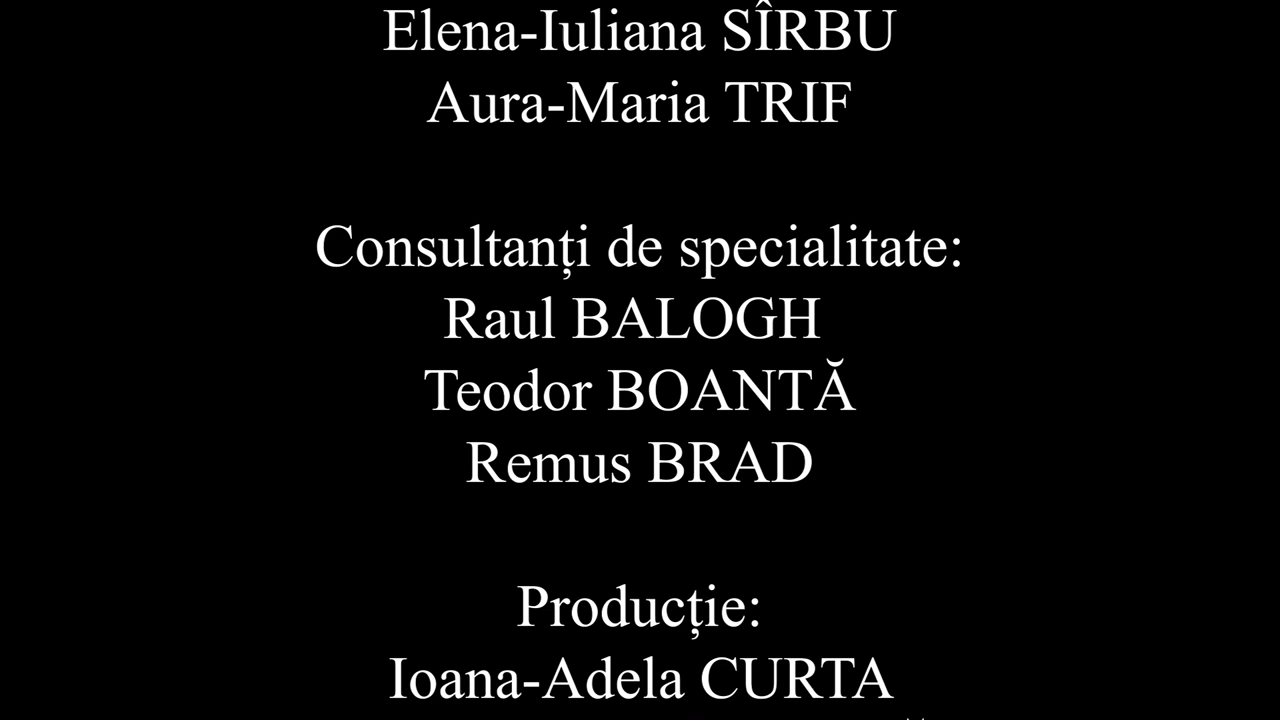 Elena-Iuliana SÎRBU
Aura-Maria TRIF
Consultanți de specialitate:
Raul BALOGH
Teodor BOANTĂ
Remus BRAD
Producție:
Ioana-Adela CURTA